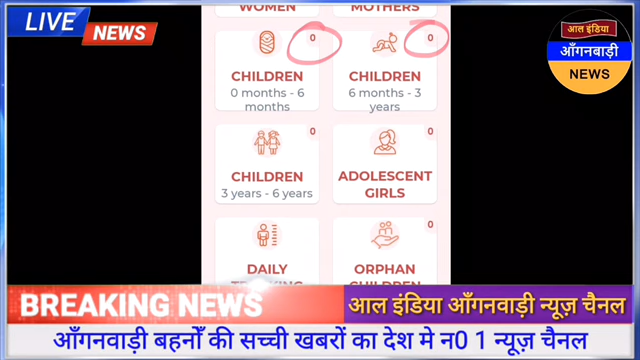 LIVE
NEWS
WOMEN
MOTHERS
आल इंडिया
आँगनबाड़ी
NEWS
0
0
CHILDREN
0 months - 6
months
CHILDREN
6 months - 3
years
0
CHILDREN
3 years - 6 years
ADOLESCENT
GIRLS
0
DAILY
TRACKING
ORPHAN
CHILDREN
BREAKING NEWS
आल इंडिया आँगनवाड़ी न्यूज़ चैनल
आँगनवाड़ी बहनोँ की सच्ची खबरों का देश मे न0 1 न्यूज़ चैनल